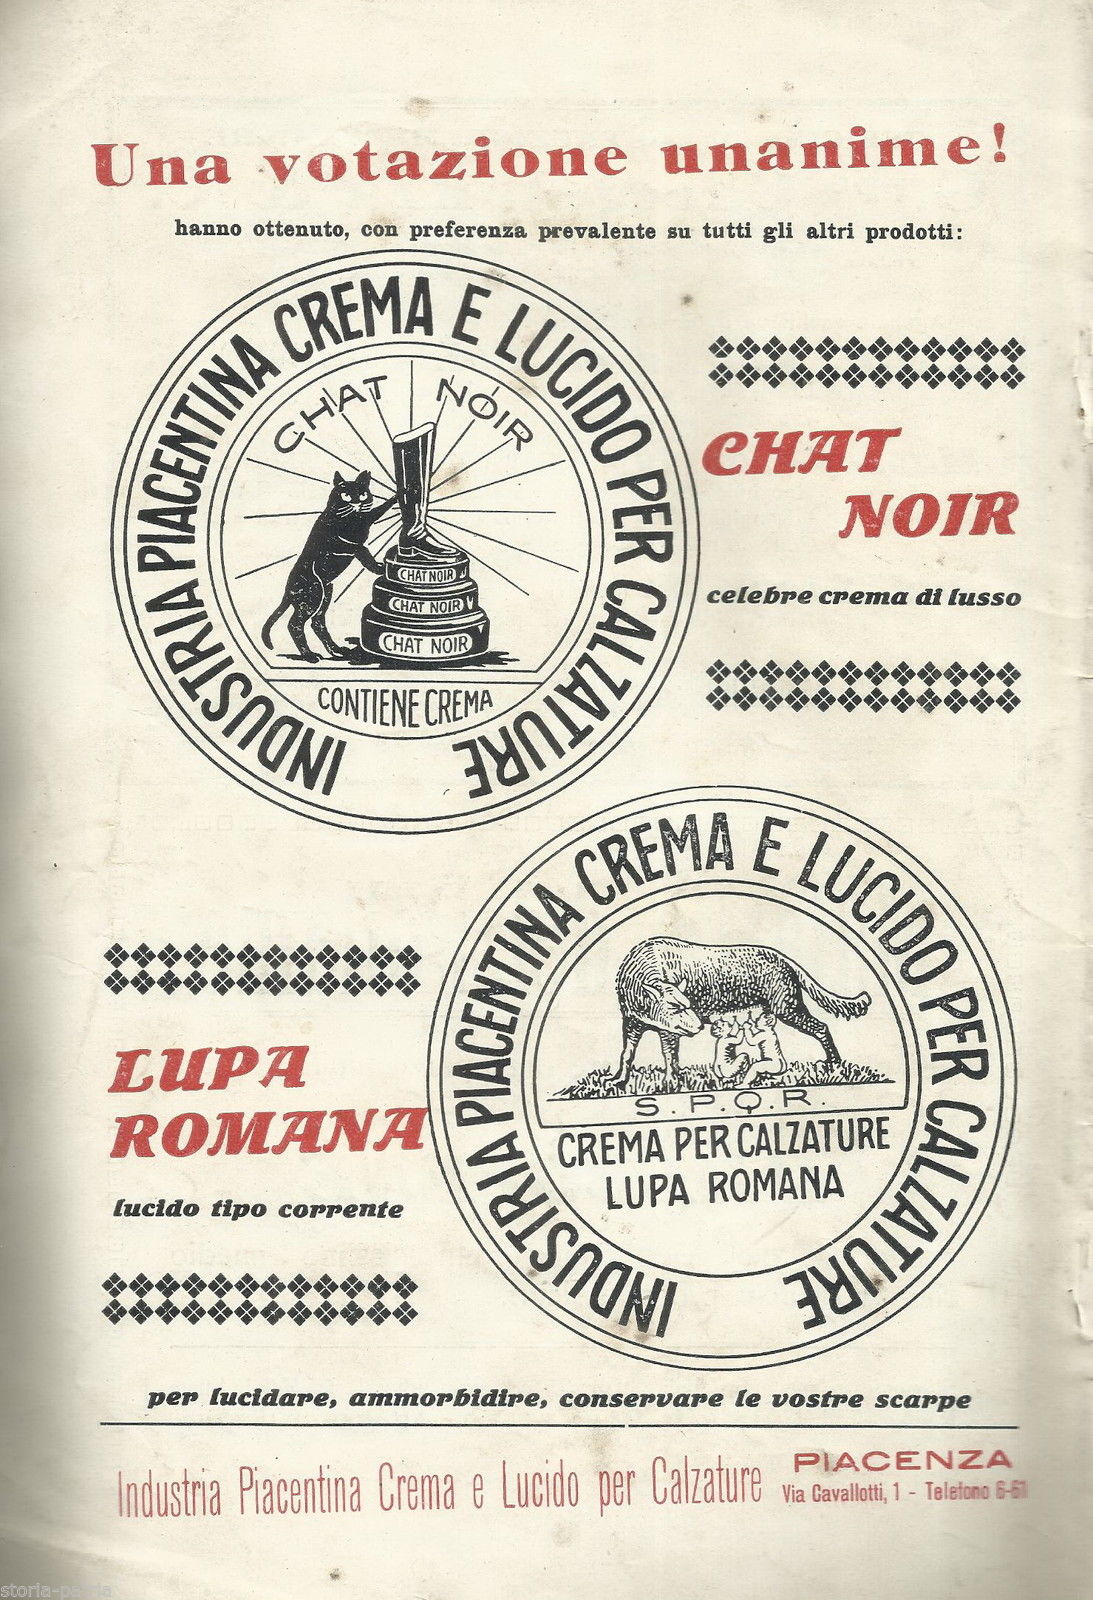 Una votazione unanime!
hanno ottenuto, con preferenza prevalente su tutti gli altri prodotti:
INDUSTRIA PIACENTINA CREMA E LUCIDO PER CALZATURE
CHAT NOIR
CHAT NOIR
CHAT NOIR
CHAT NOIR
CONTIENE CREMA
CHAT
NOIR
celebre crema di lusso
INDUSTRIA PIACENTINA CREMA E LUCIDO PER CALZATURE
S.P.Q.R.
CREMA PER CALZATURE
LUPA ROMANA
LUPA
ROMANA
lucido tipo corrente
per lucidare, ammorbidire, conservare le vostre scarpe
Industria Piacentina Crema e Lucido per Calzature
PIACENZA
Via Cavallotti, 1 - Telefono 6-61